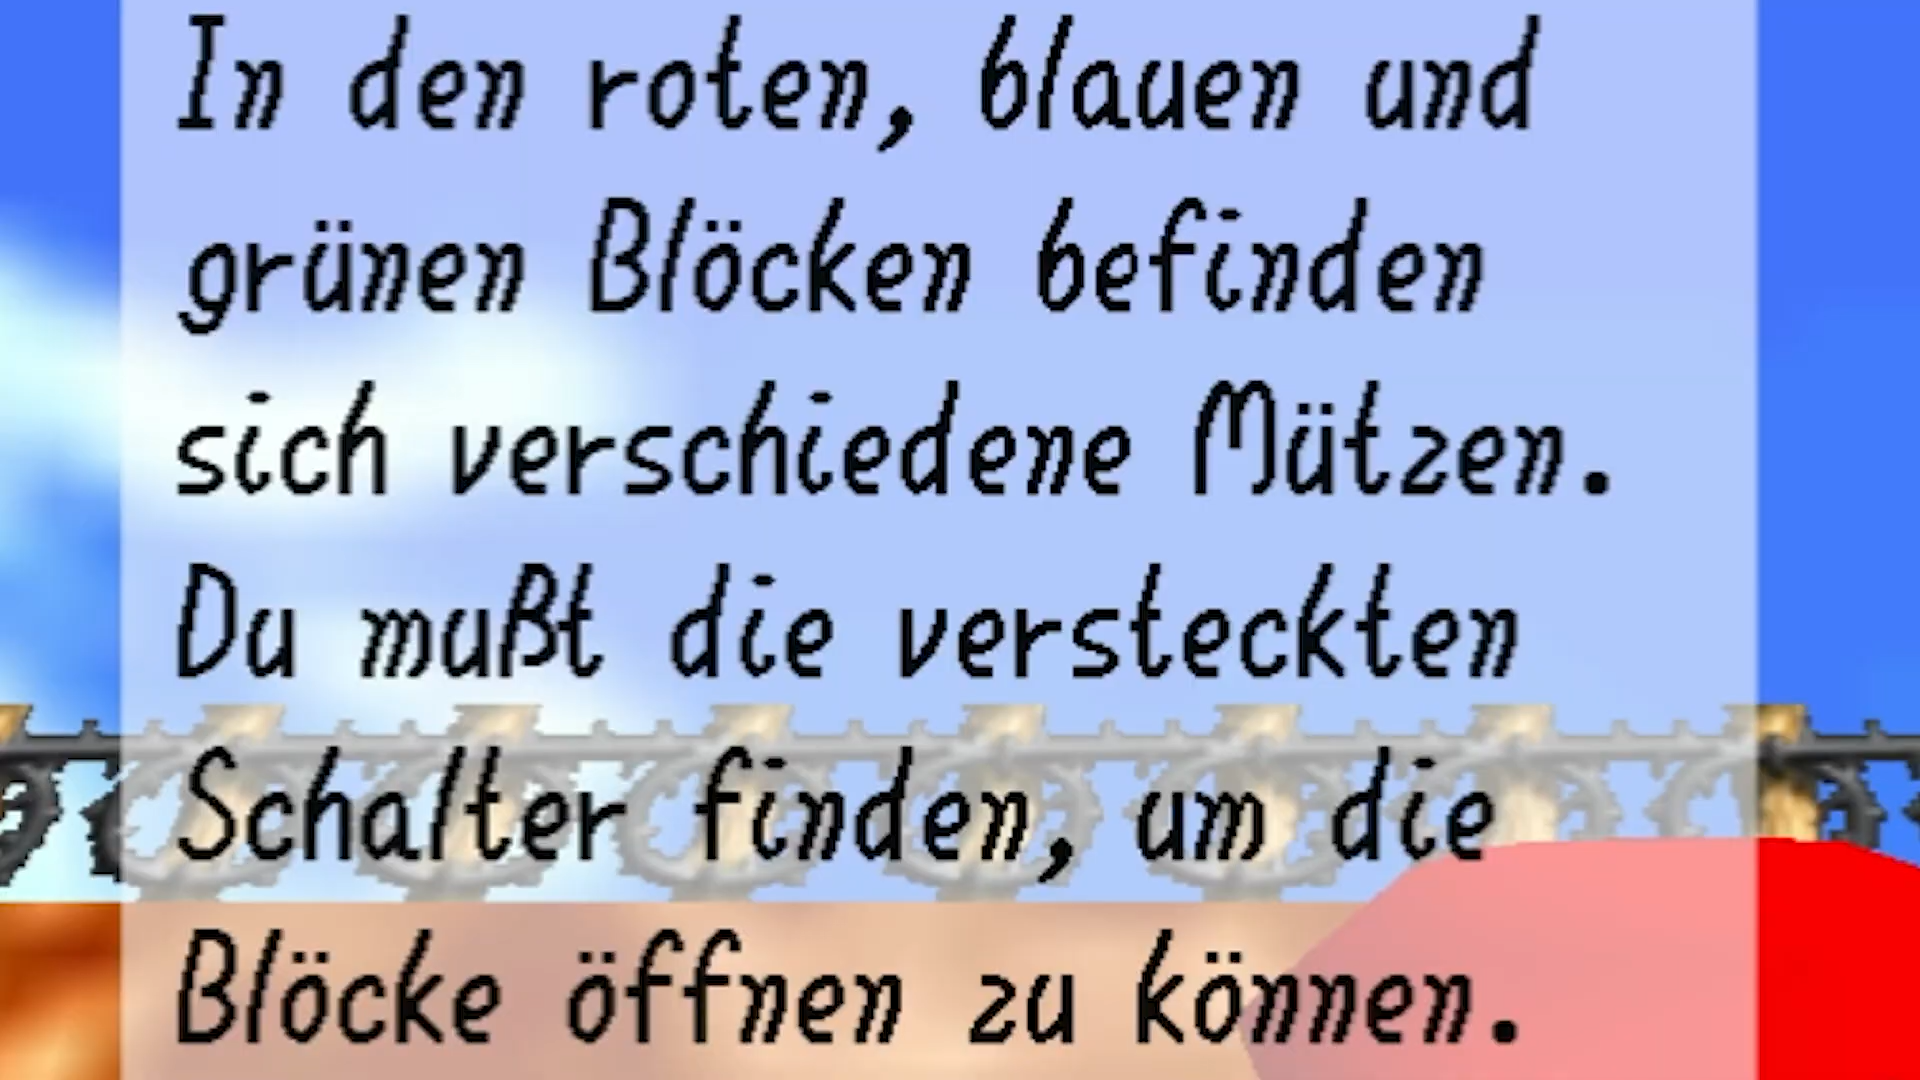 In den roten, blauen und
grünen Blöcken befinden
sich verschiedene Mützen.
Du mußt die versteckten
Schalter finden, um die
Blöcke öffnen zu können.